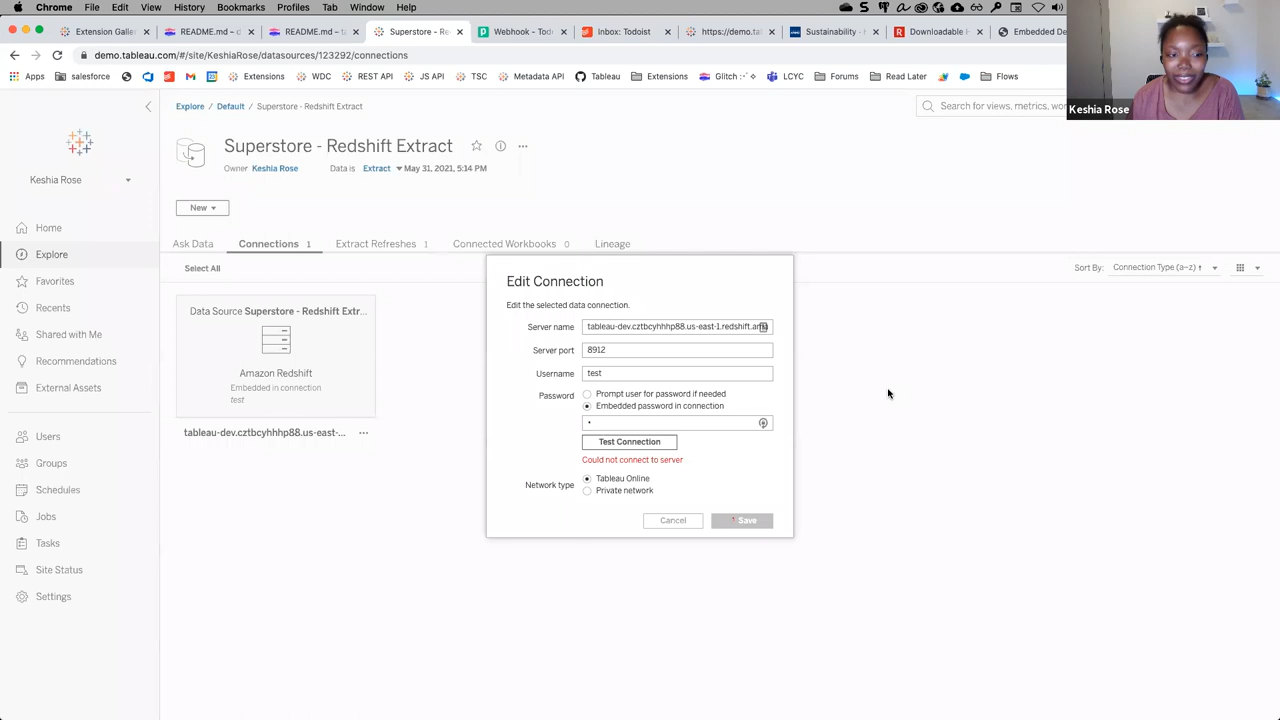 Chrome File Edit View History Bookmarks Profiles Tab Window Help
Extension Galle
README.md – d
README.md – ta
Superstore - Re
Webhook - Tod
Inbox: Todoist
https://demo.ta
Sustainability - K
Downloadable H
Embedded De
demo.tableau.com/#/site/KeshiaRose/datasources/123292/connections
Apps salesforce Extensions WDC REST API JS API TSC Metadata API Tableau Extensions Glitch :·ﾟ✧ LCYC Forums Read Later Flows
Keshia Rose
Explore / Default / Superstore - Redshift Extract
Search for views, metrics, wo
Superstore - Redshift Extract
Owner Keshia Rose Data is Extract May 31, 2021, 5:14 PM
Keshia Rose
New
Home
Explore
Favorites
Recents
Shared with Me
Recommendations
External Assets
Users
Groups
Schedules
Jobs
Tasks
Site Status
Settings
Ask Data Connections 1 Extract Refreshes 1 Connected Workbooks 0 Lineage
Select All
Sort By: Connection Type (a–z) ↑
Data Source Superstore - Redshift Extr...
Amazon Redshift
Embedded in connection
test
tableau-dev.cztbcyhhhp88.us-east-...
Edit Connection
Edit the selected data connection.
Server name tableau-dev.cztbcyhhhp88.us-east-1.redshift.ama
Server port 8912
Username test
Password Prompt user for password if needed
Embedded password in connection
•
Test Connection
Could not connect to server
Network type Tableau Online
Private network
Cancel Save